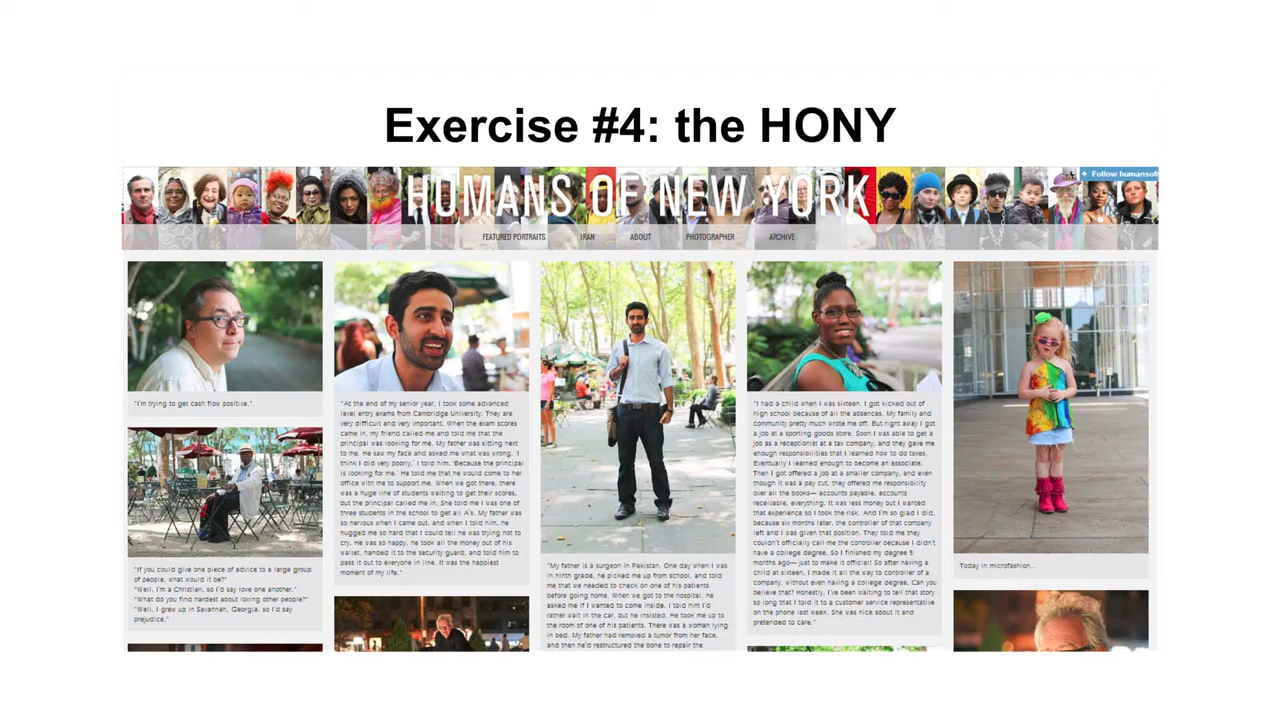 Exercise #4: the HONY
HUMANS OF NEW YORK
Follow humansof
FEATURED PORTRAITS IRAN ABOUT PHOTOGRAPHER ARCHIVE
"I'm trying to get cash flow positive."
"If you could give one piece of advice to a large group
of people, what would it be?"
"Well, I'm a Christian, so I'd say love one another."
"What do you find hardest about loving other people?"
"Well, I grew up in Savannah, Georgia, so I'd say
prejudice."
"At the end of my senior year, I took some advanced
level entry exams from Cambridge University. They are
very difficult and very important. When the exam scores
came in, my friend called me and told me that the
principal was looking for me. My father was sitting next
to me. He saw my face and asked me what was wrong. 'I
think I did very poorly,' I told him, 'Because the principal
is looking for me.' He told me that he would come to her
office with me to support me. When we got there, there
was a huge line of students waiting to get their scores,
but the principal called me in. She told me I was one of
three students in the school to get all A's. My father was
so nervous when I came out, and when I told him, he
hugged me so hard that I could tell he was trying not to
cry. He was so happy, he took all the money out of his
wallet, handed it to the security guard, and told him to
pass it out to everyone in line. It was the happiest
moment of my life."
"My father is a surgeon in Pakistan. One day when I was
in ninth grade, he picked me up from school, and told
me that we needed to check on one of his patients
before going home. When we got to the hospital, he
asked me if I wanted to come inside. I told him I'd
rather wait in the car, but he insisted. He took me up to
the room of one of his patients. There was a woman lying
in bed. My father had removed a tumor from her face,
and then he'd restructured the bone to repair the
"I had a child when I was sixteen. I got kicked out of
high school because of all the absences. My family and
community pretty much wrote me off. But right away I got
a job at a sporting goods store. Soon I was able to get a
job as a receptionist at a tax company, and they gave me
enough responsibilities that I learned how to do taxes.
Eventually I learned enough to become an associate.
Then I got offered a job at a smaller company, and even
though it was a pay cut, they offered me responsibility
over all the books— accounts payable, accounts
receivable, everything. It was less money but I wanted
that experience so I took the risk. And I'm so glad I did,
because six months later, the controller of that company
left and I was given that position. They told me they
couldn't officially call me the controller because I didn't
have a college degree. So I finished my degree 5
months ago— just to make it official! So after having a
child at sixteen, I made it all the way to controller of a
company, without even having a college degree. Can you
believe that? Honestly, I've been waiting to tell that story
so long that I told it to a customer service representative
on the phone last week. She was nice about it and
pretended to care."
Today in microfashion...